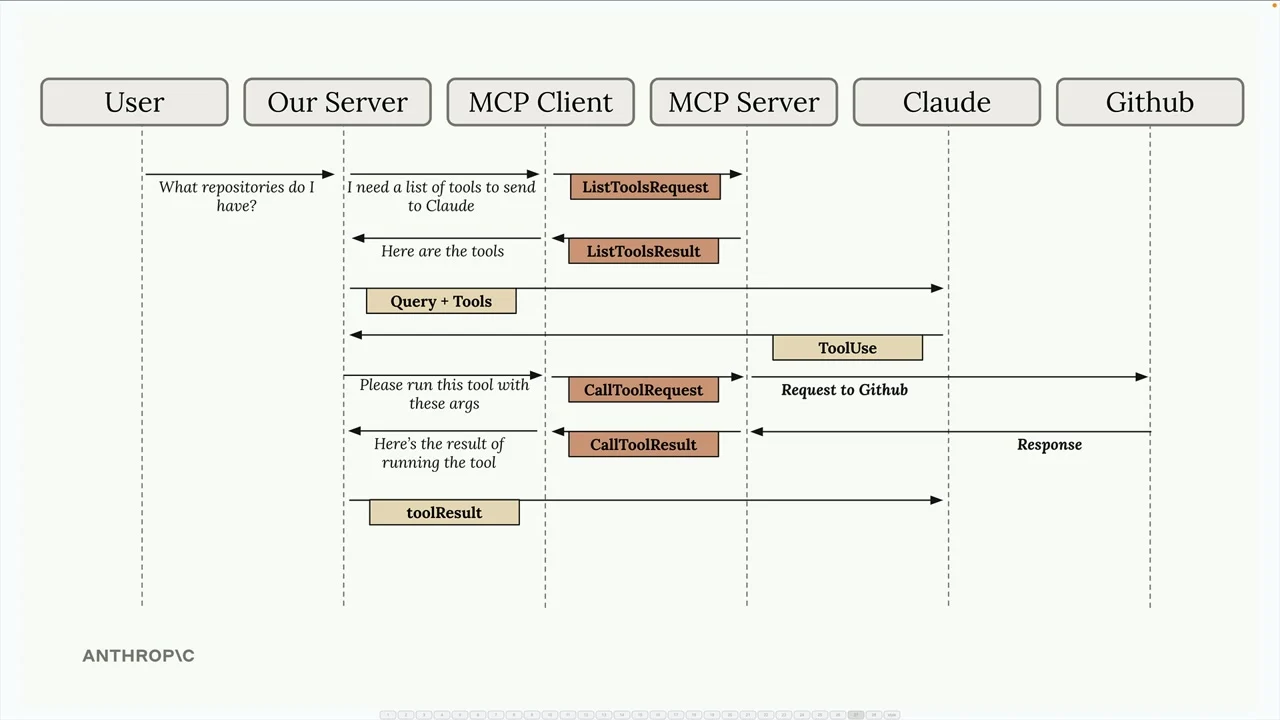 User
Our Server
MCP Client
MCP Server
Claude
Github
What repositories do I
have?
I need a list of tools to send
to Claude
ListToolsRequest
Here are the tools
ListToolsResult
Query + Tools
ToolUse
Please run this tool with
these args
CallToolRequest
Request to Github
Here's the result of
running the tool
CallToolResult
Response
toolResult
ANTHROP\C